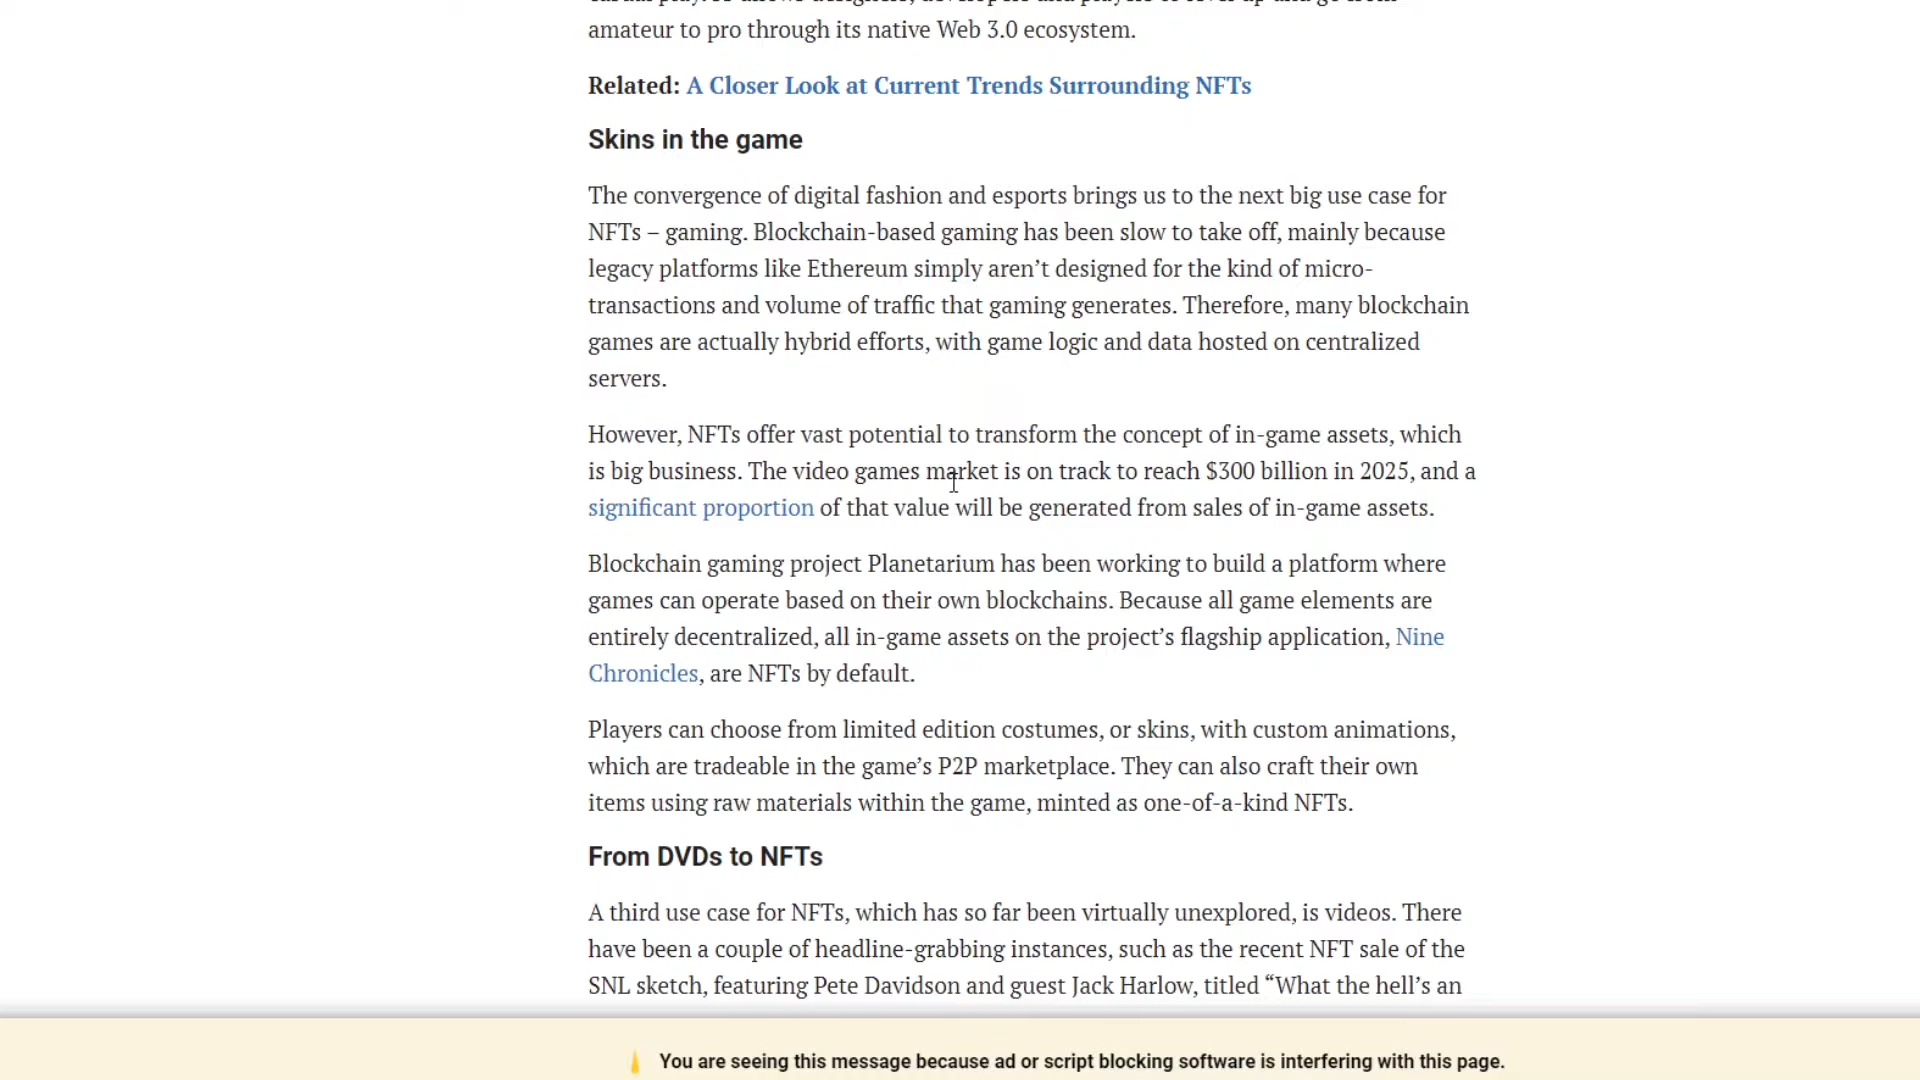 amateur to pro through its native Web 3.0 ecosystem.
Related: A Closer Look at Current Trends Surrounding NFTs
Skins in the game
The convergence of digital fashion and esports brings us to the next big use case for
NFTs – gaming. Blockchain-based gaming has been slow to take off, mainly because
legacy platforms like Ethereum simply aren’t designed for the kind of micro-
transactions and volume of traffic that gaming generates. Therefore, many blockchain
games are actually hybrid efforts, with game logic and data hosted on centralized
servers.
However, NFTs offer vast potential to transform the concept of in-game assets, which
is big business. The video games market is on track to reach $300 billion in 2025, and a
significant proportion of that value will be generated from sales of in-game assets.
Blockchain gaming project Planetarium has been working to build a platform where
games can operate based on their own blockchains. Because all game elements are
entirely decentralized, all in-game assets on the project’s flagship application, Nine
Chronicles, are NFTs by default.
Players can choose from limited edition costumes, or skins, with custom animations,
which are tradeable in the game’s P2P marketplace. They can also craft their own
items using raw materials within the game, minted as one-of-a-kind NFTs.
From DVDs to NFTs
A third use case for NFTs, which has so far been virtually unexplored, is videos. There
have been a couple of headline-grabbing instances, such as the recent NFT sale of the
SNL sketch, featuring Pete Davidson and guest Jack Harlow, titled “What the hell’s an
You are seeing this message because ad or script blocking software is interfering with this page.